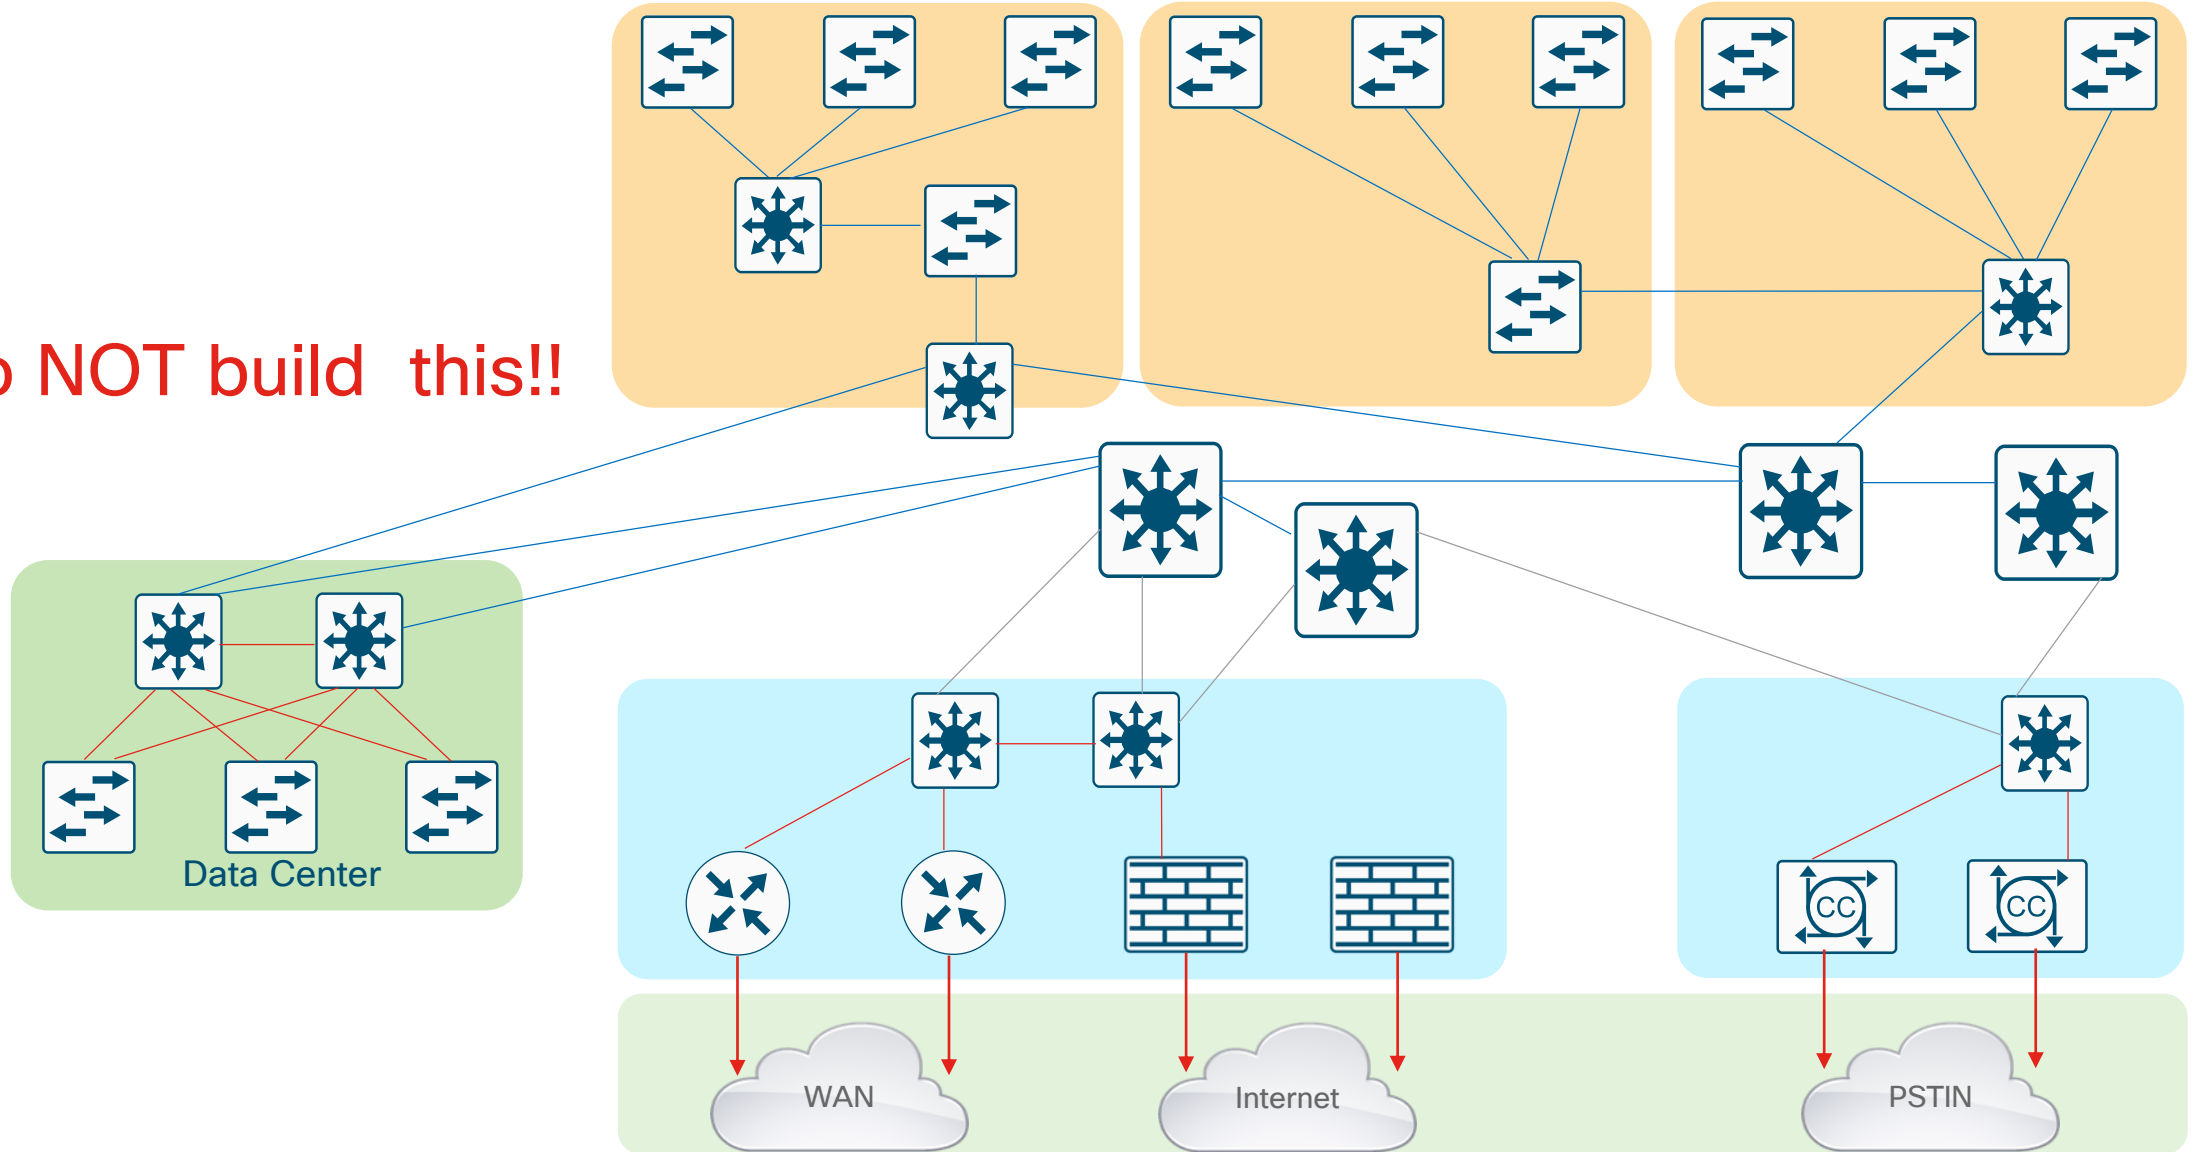 o NOT build  this!!
Data Center
CC
CC
WAN
Internet
PSTIN